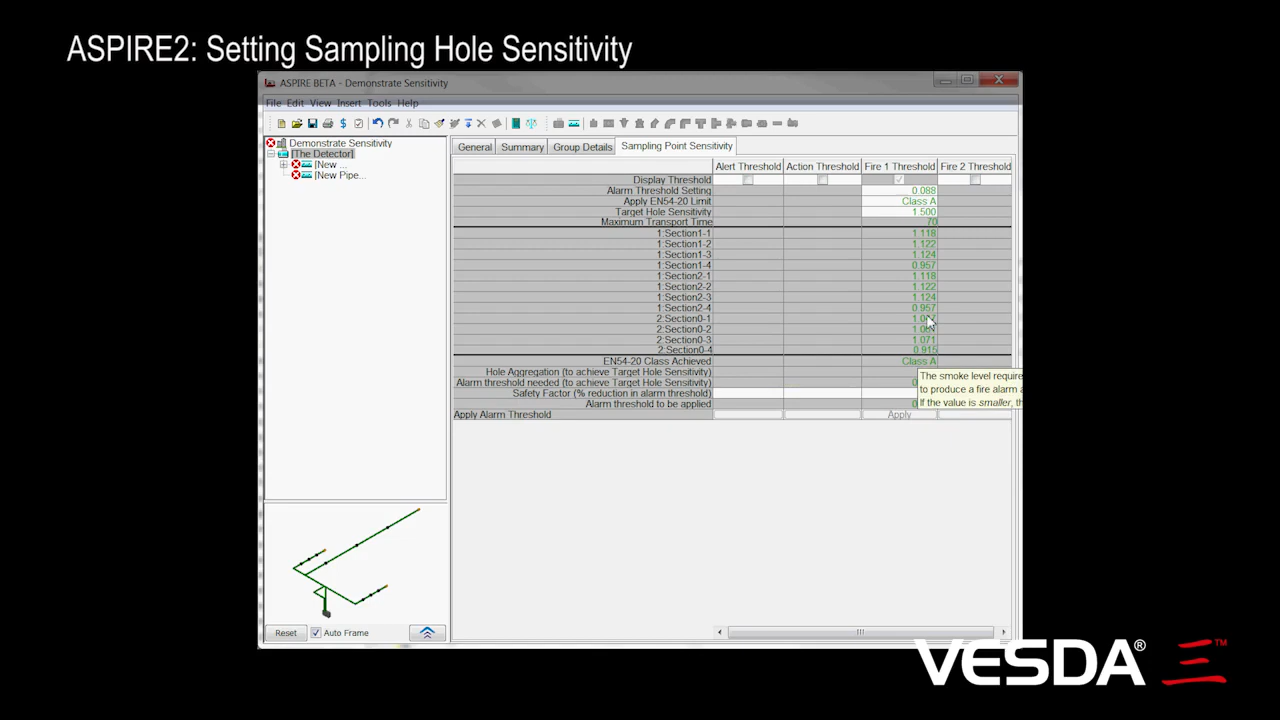 ASPIRE2: Setting Sampling Hole Sensitivity
ASPIRE BETA - Demonstrate Sensitivity
File Edit View Insert Tools Help
Demonstrate Sensitivity
[The Detector]
[New ...
[New Pipe...
General Summary Group Details Sampling Point Sensitivity
Alert Threshold Action Threshold Fire 1 Threshold Fire 2 Threshold
Display Threshold
Alarm Threshold Setting 0.088
Apply EN54-20 Limit Class A
Target Hole Sensitivity 1.500
Maximum Transport Time 70
1:Section1-1 1.118
1:Section1-2 1.122
1:Section1-3 1.124
1:Section1-4 0.957
1:Section2-1 1.118
1:Section2-2 1.122
1:Section2-3 1.124
1:Section2-4 0.957
2:Section0-1
2:Section0-2
2:Section0-3 1.071
2:Section0-4 0.915
EN54-20 Class Achieved Class A
Hole Aggregation (to achieve Target Hole Sensitivity)
Alarm threshold needed (to achieve Target Hole Sensitivity)
Safety Factor (% reduction in alarm threshold)
Alarm threshold to be applied
Apply Alarm Threshold Apply
The smoke level require
to produce a fire alarm a
If the value is smaller, th
Reset Auto Frame
VESDA® ™